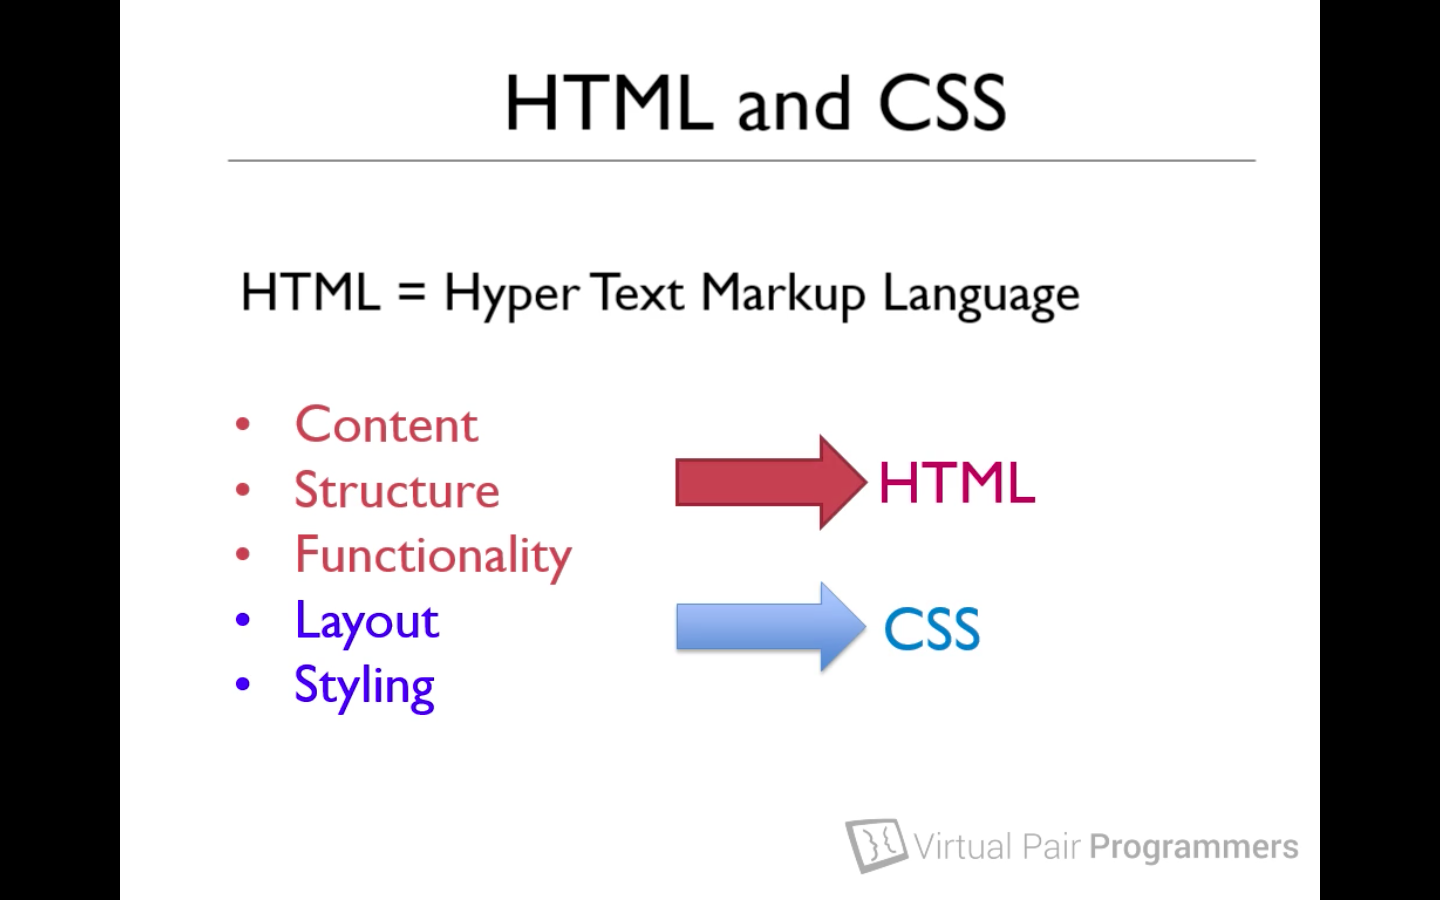 HTML and CSS
HTML = Hyper Text Markup Language
• Content
• Structure
• Functionality
• Layout
• Styling
HTML
CSS
Virtual Pair Programmers